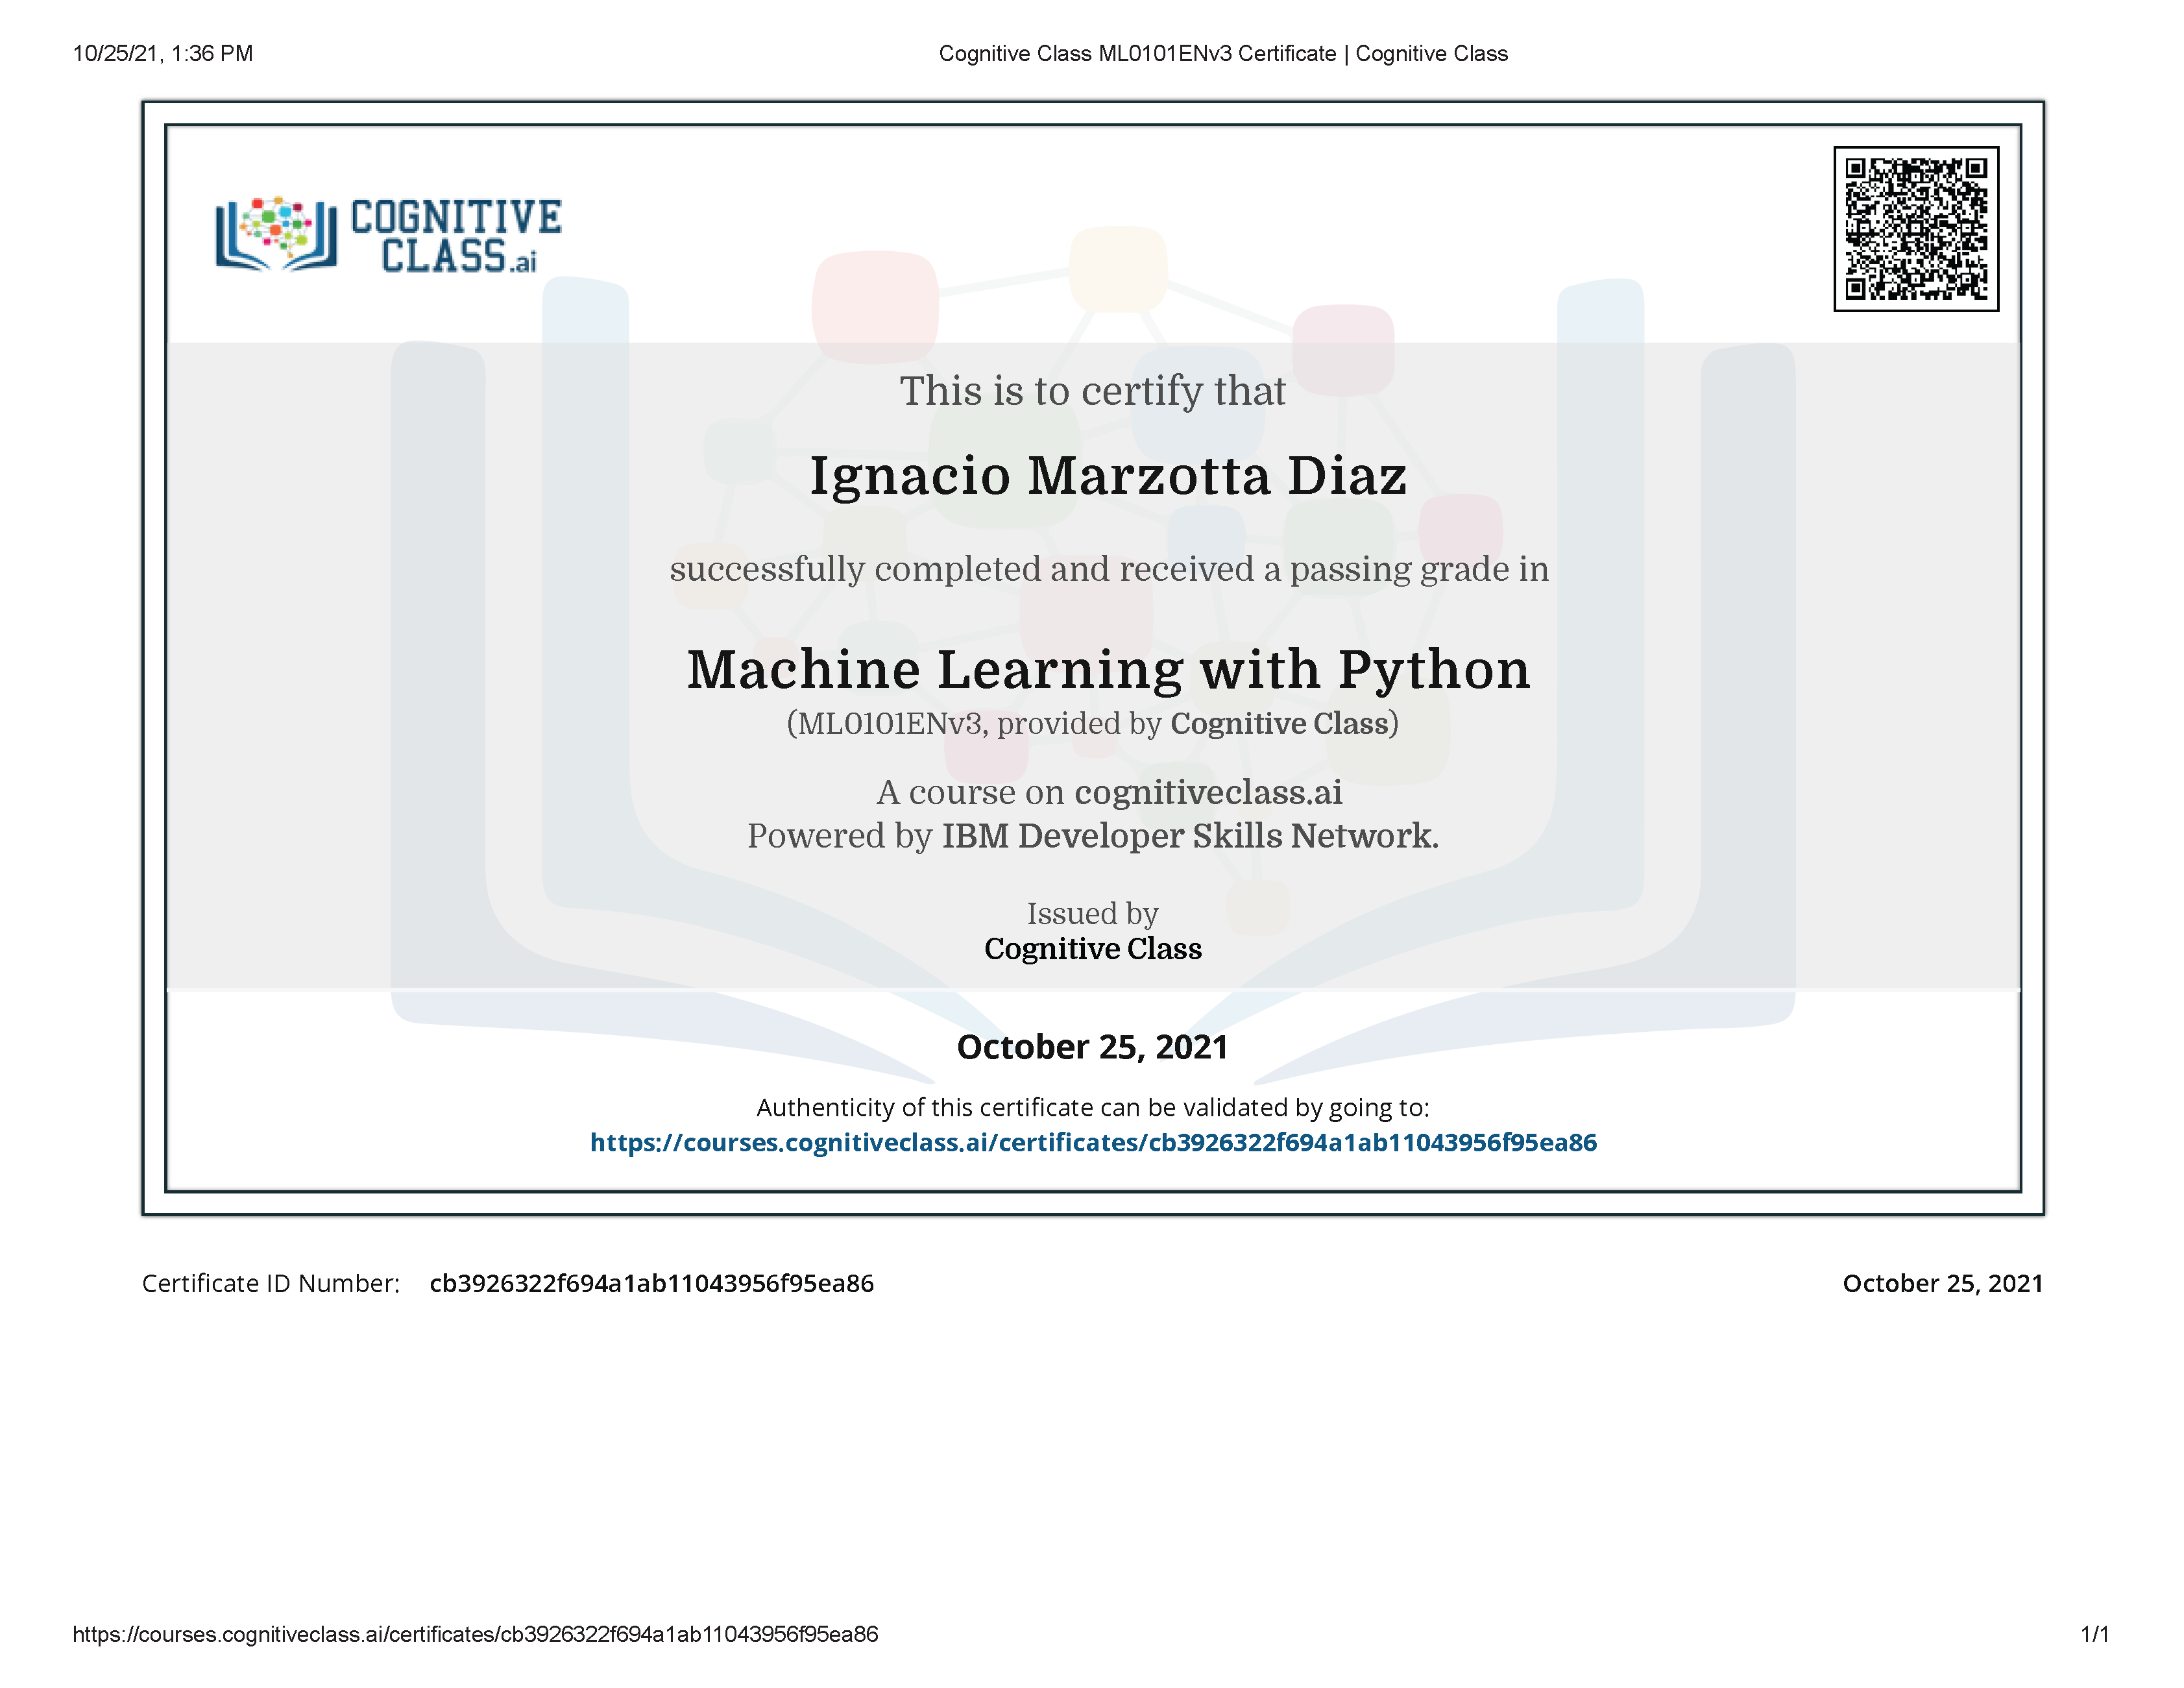 10/25/21, 1:36 PM
Cognitive Class ML0101ENv3 Certificate | Cognitive Class
COGNITIVE
CLASS.ai
This is to certify that
Ignacio Marzotta Diaz
successfully completed and received a passing grade in
Machine Learning with Python
(ML0101ENv3, provided by Cognitive Class)
A course on cognitiveclass.ai
Powered by IBM Developer Skills Network.
Issued by
Cognitive Class
October 25, 2021
Authenticity of this certificate can be validated by going to:
https://courses.cognitiveclass.ai/certificates/cb3926322f694a1ab11043956f95ea86
Certificate ID Number: cb3926322f694a1ab11043956f95ea86
October 25, 2021
https://courses.cognitiveclass.ai/certificates/cb3926322f694a1ab11043956f95ea86
1/1